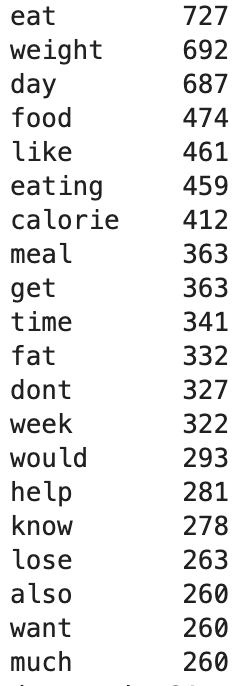 eat 727
weight 692
day 687
food 474
like 461
eating 459
calorie 412
meal 363
get 363
time 341
fat 332
dont 327
week 322
would 293
help 281
know 278
lose 263
also 260
want 260
much 260